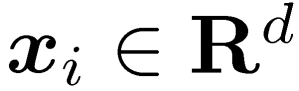 𝒙ᵢ ∈ 𝐑ᵈ